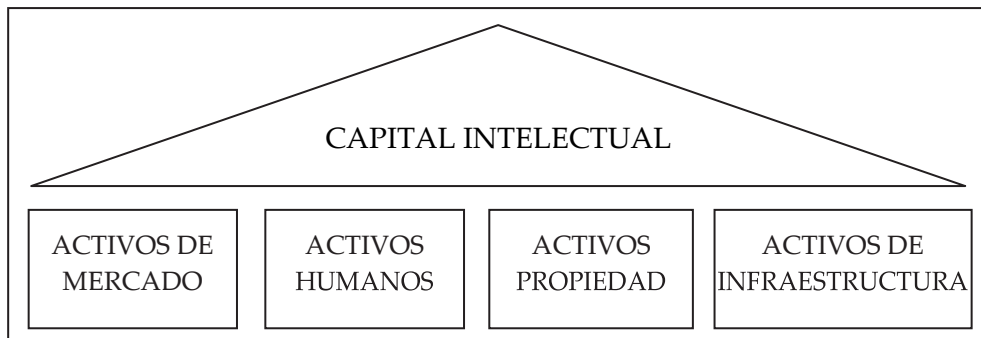 CAPITAL INTELECTUAL
ACTIVOS DE
MERCADO
ACTIVOS
HUMANOS
ACTIVOS
PROPIEDAD
ACTIVOS DE
INFRAESTRUCTURA